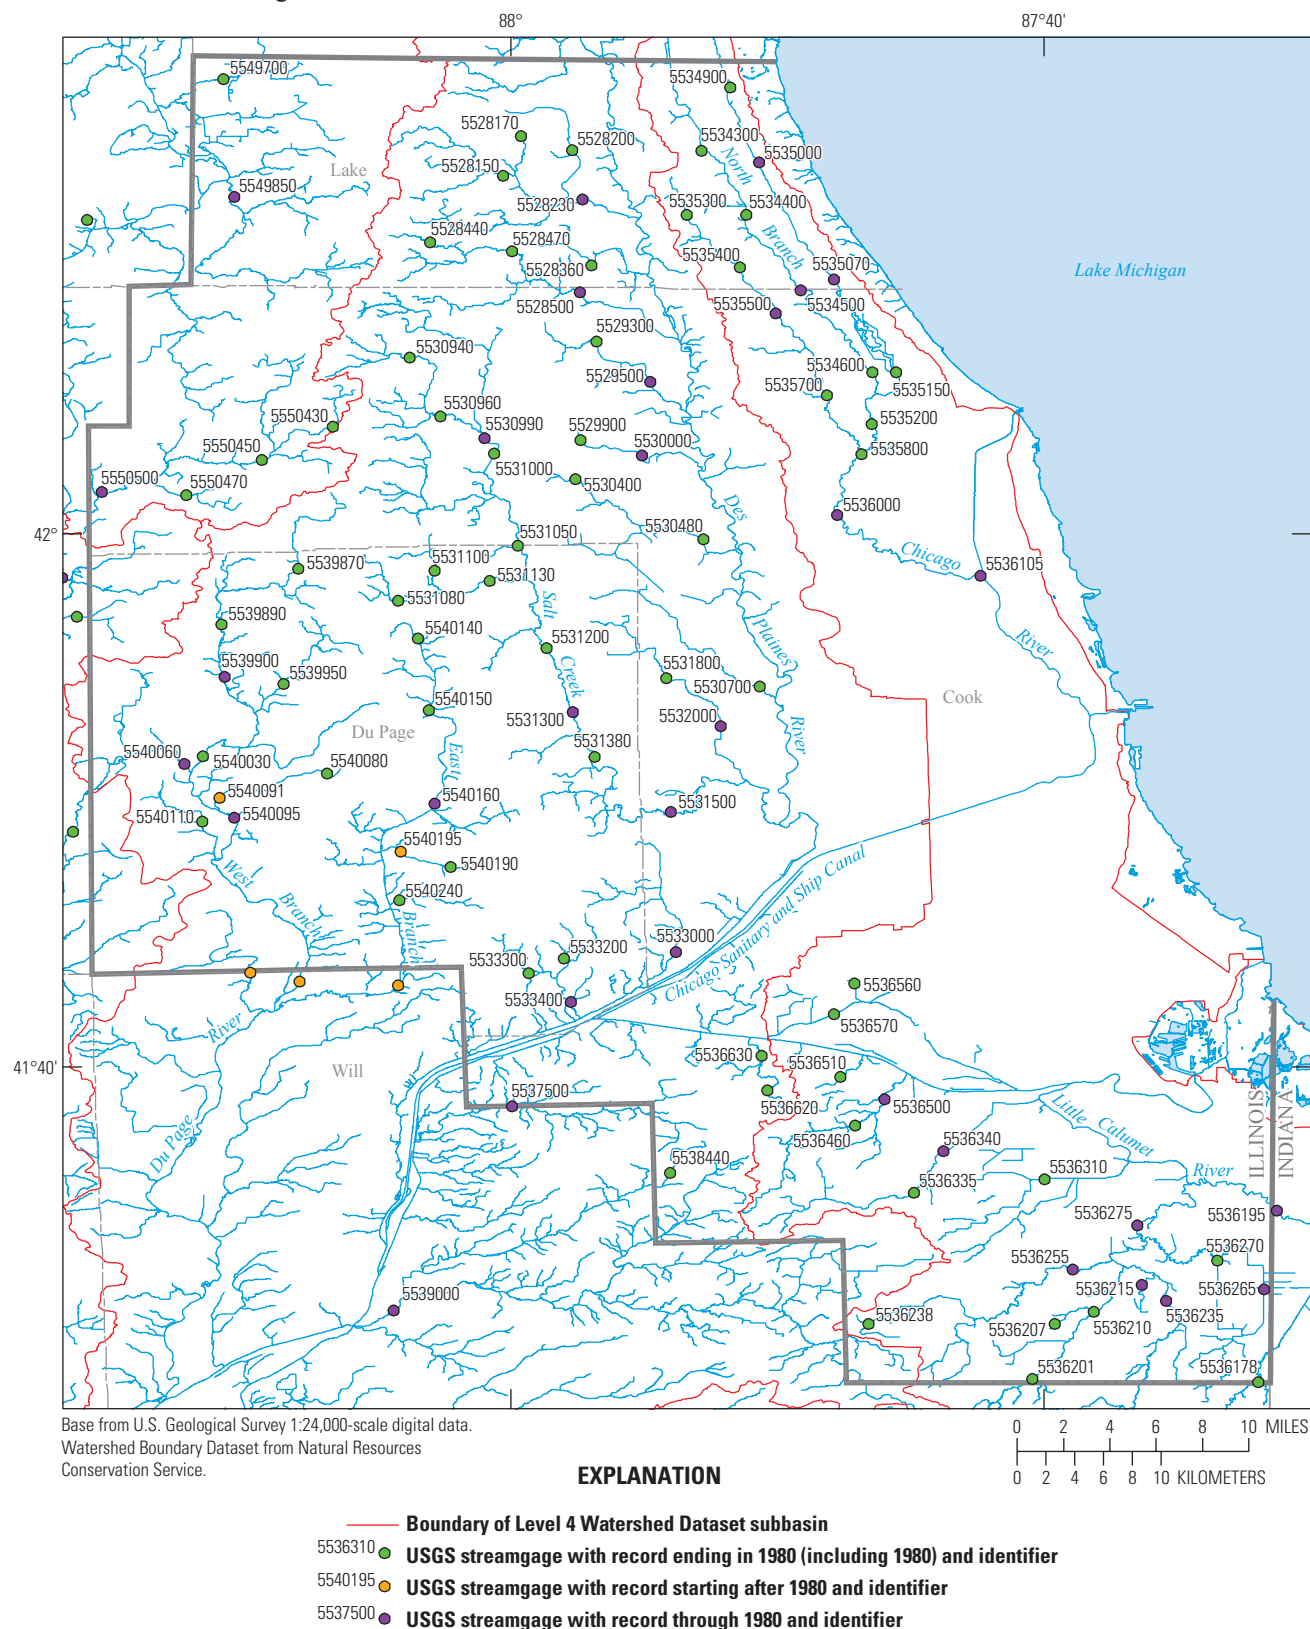 88°
87°40'
5549700
5534900
5528170
5528200
5534300
North
5535000
Lake
5528150
5549850
5528230
5535300
5534400
5528440
5528470
Branch
5535400
5528360
5535070
Lake Michigan
5528500
5535500
5534500
5529300
5530940
5534600
5529500
5535700
5535150
5530960
5530990
5529900
5535200
5550430
5530000
5550450
5535800
5531000
5550500
5550470
5530400
Des
5536000
42°
5531050
5530480
Chicago
5539870
5531100
5536105
5531130
5531080
Salt
5539890
5540140
Plaines
River
5531200
5539900
5539950
5531800
Creek
5530700
Cook
5540150
5531300
5532000
River
Du Page
5540060
5540030
5540080
East
5531380
5540091
5540160
5531500
5540110
5540095
5540195
West
5540190
Chicago Sanitary and Ship Canal
5540240
Branch
Branch
5533200
5533000
5533300
5536560
5533400
River
5536570
5536630
5536510
41°40'
Will
5537500
5536620
5536500
Little Calumet
ILLINOIS
INDIANA
5536460
Du Page
5536340
5538440
5536310
River
5536335
5536275
5536195
5536270
5536255
5536215
5536265
5539000
5536238
5536207
5536210
5536235
5536201
5536178
Base from U.S. Geological Survey 1:24,000-scale digital data.
Watershed Boundary Dataset from Natural Resources
Conservation Service.
0 2 4 6 8 10 MILES
0 2 4 6 8 10 KILOMETERS
EXPLANATION
Boundary of Level 4 Watershed Dataset subbasin
5536310 USGS streamgage with record ending in 1980 (including 1980) and identifier
5540195 USGS streamgage with record starting after 1980 and identifier
5537500 USGS streamgage with record through 1980 and identifier